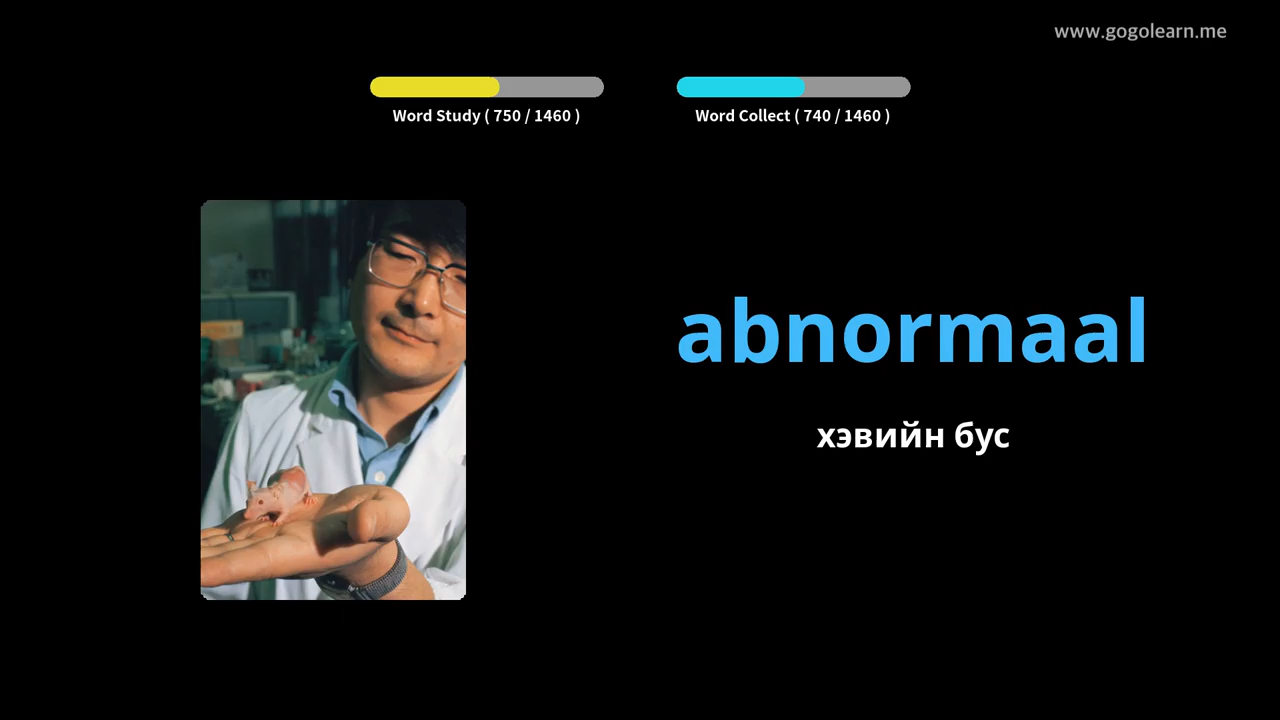 www.gogolearn.me
Word Study ( 750 / 1460 )
Word Collect ( 740 / 1460 )
abnormaal
хэвийн бус